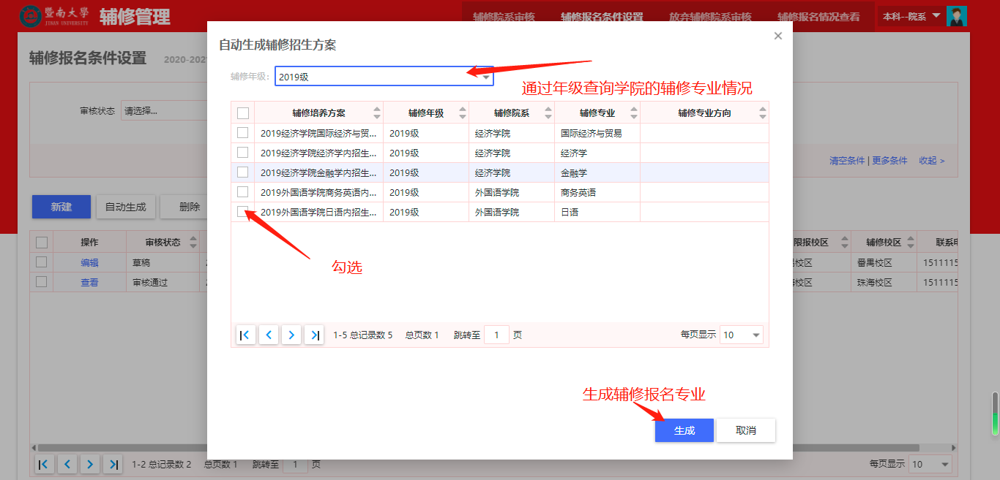 暨南大學
JINAN UNIVERSITY
辅修管理
辅修院系审核
辅修报名条件设置
放弃辅修院系审核
辅修报名情况查看
本科--院系
辅修报名条件设置
2020-202
审核状态
请选择...
清空条件 | 更多条件 收起 >
新建
自动生成
删除
操作
审核状态
限报校区
辅修校区
联系电
编辑
草稿
番禺校区
1511115
查看
审核通过
珠海校区
1511115
自动生成辅修招生方案
×
辅修年级:
2019级
通过年级查询学院的辅修专业情况
辅修培养方案 辅修年级 辅修院系 辅修专业 辅修专业方向
2019经济学院国际经济与贸... 2019级 经济学院 国际经济与贸易
2019经济学院经济学内招生... 2019级 经济学院 经济学
2019经济学院金融学内招生... 2019级 经济学院 金融学
2019外国语学院商务英语内... 2019级 外国语学院 商务英语
2019外国语学院日语内招生... 2019级 外国语学院 日语
勾选
1-5 总记录数 5 总页数 1 跳转至 1 页
每页显示 10
生成辅修报名专业
生成
取消
1-2 总记录数 2 总页数 1 跳转至 1 页
每页显示 10